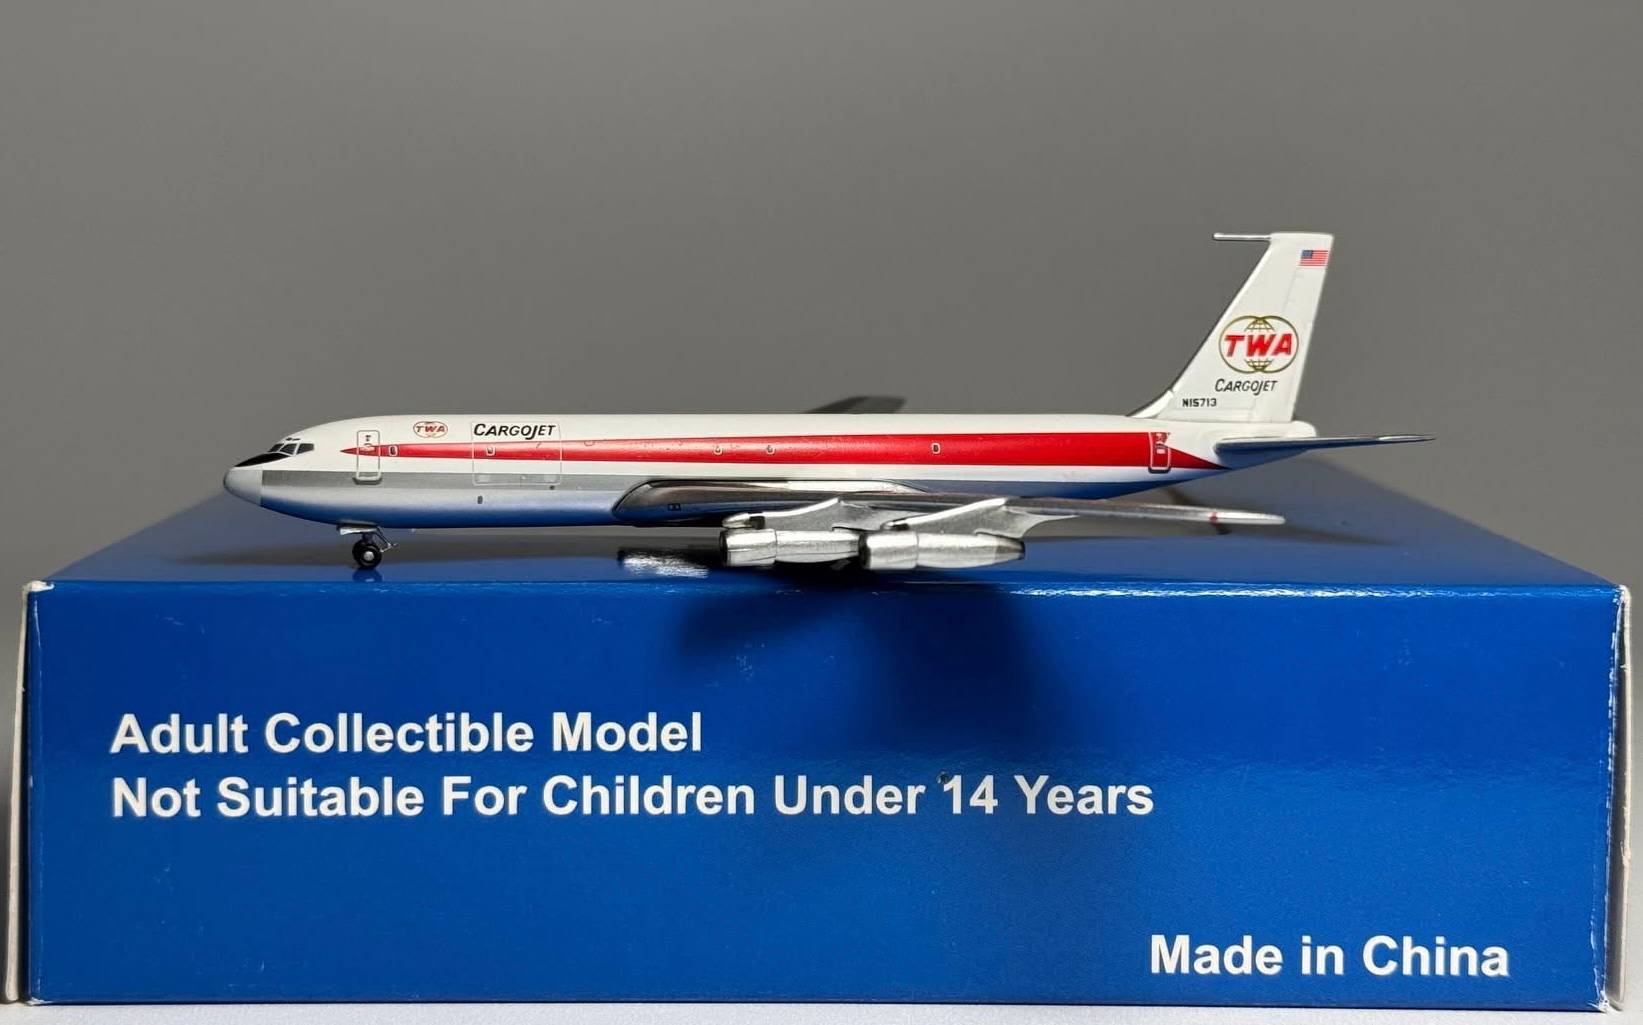 TWA
CARGOJET
N15713
TWA CARGOJET
Adult Collectible Model
Not Suitable For Children Under 14 Years
Made in China